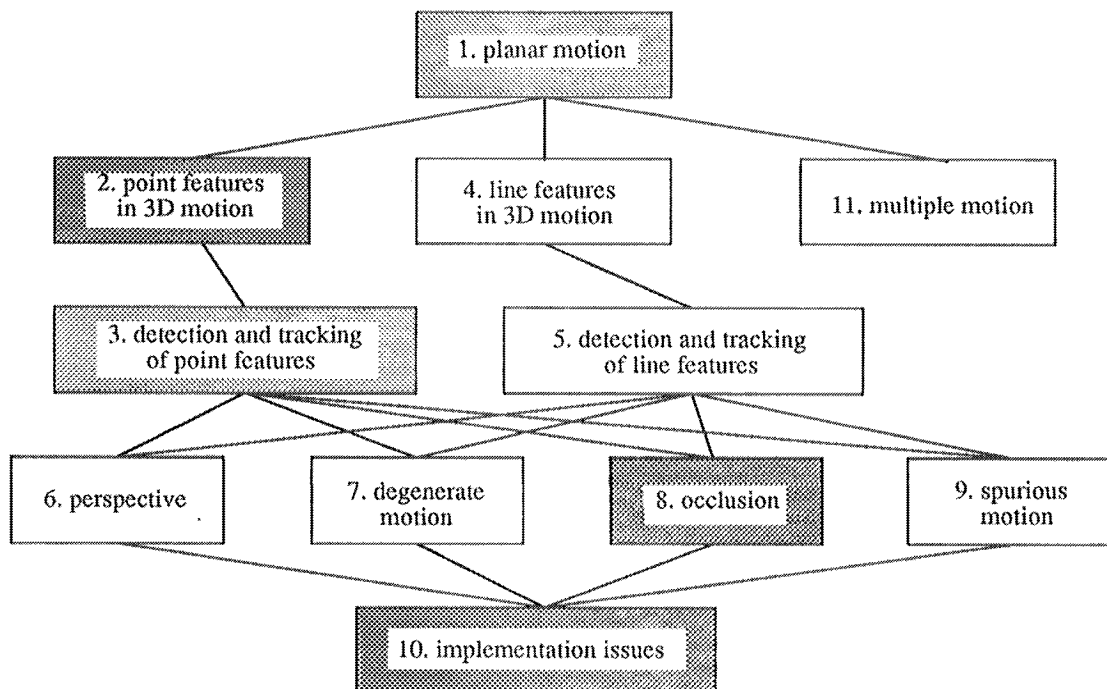 1. planar motion
2. point features
in 3D motion
4. line features
in 3D motion
11. multiple motion
3. detection and tracking
of point features
5. detection and tracking
of line features
6. perspective
7. degenerate
motion
8. occlusion
9. spurious
motion
10. implementation issues